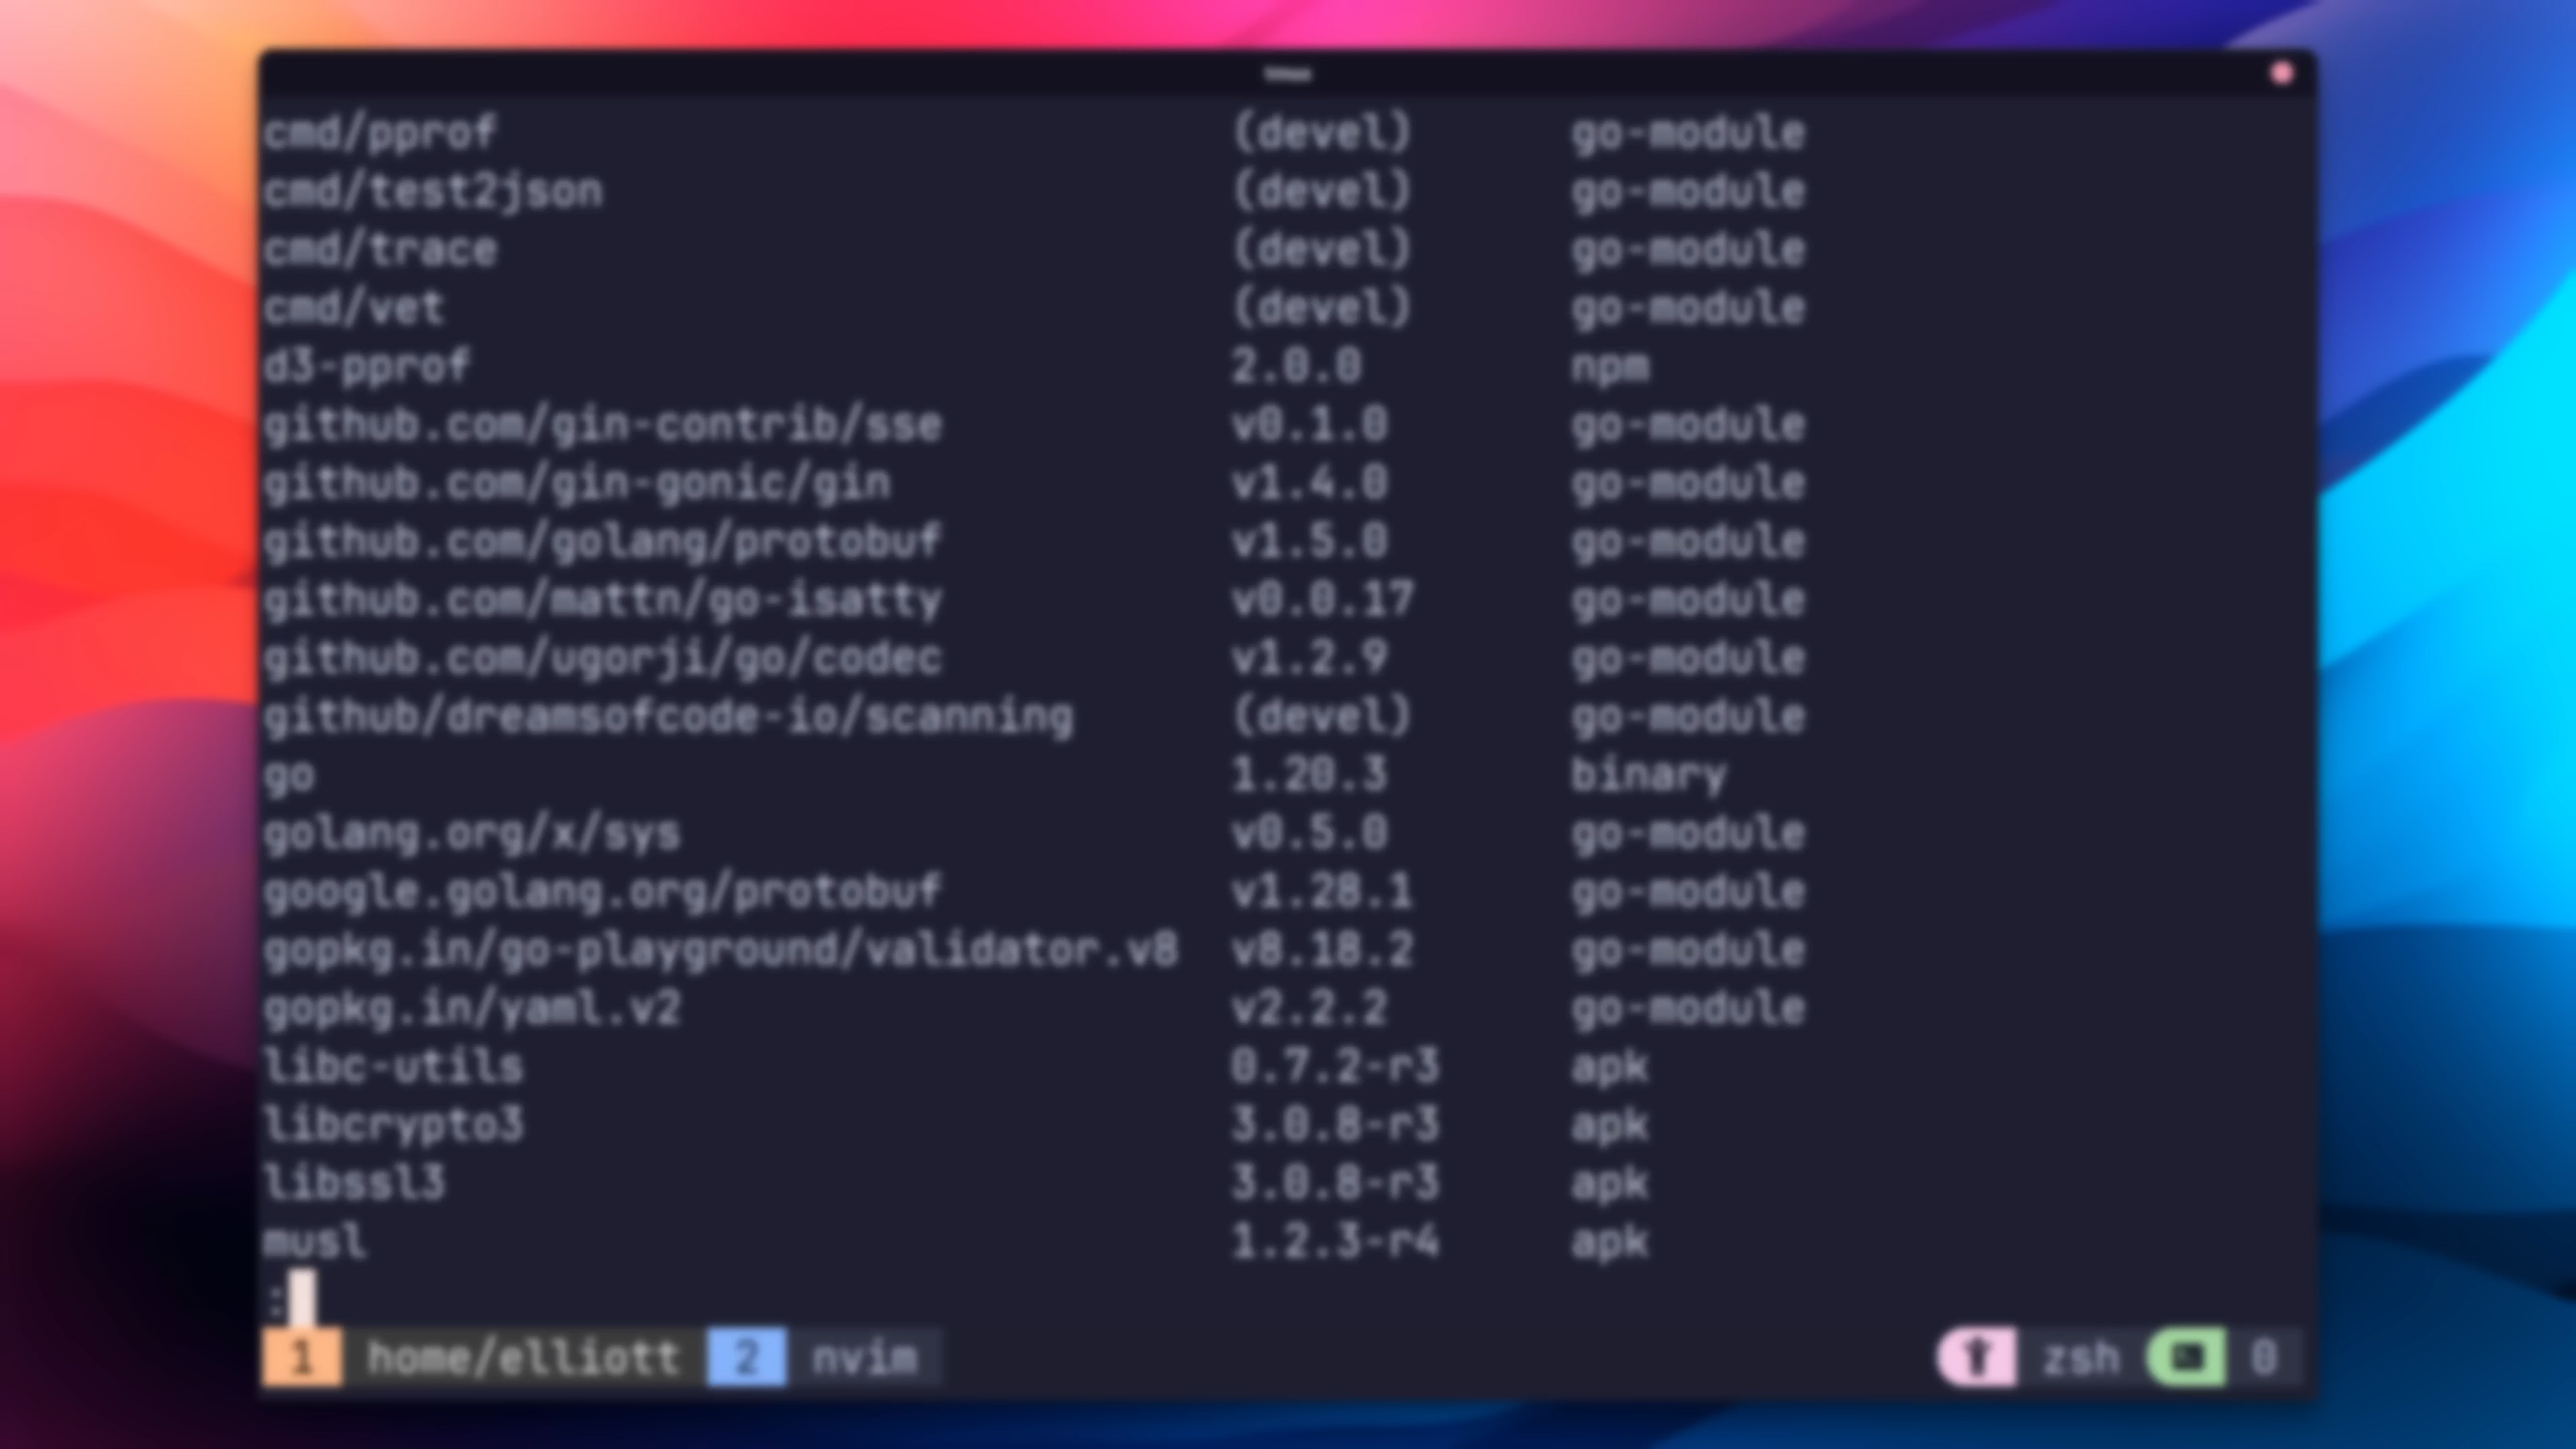 tmux
cmd/pprof (devel) go-module
cmd/test2json (devel) go-module
cmd/trace (devel) go-module
cmd/vet (devel) go-module
d3-pprof 2.0.0 npm
github.com/gin-contrib/sse v0.1.0 go-module
github.com/gin-gonic/gin v1.4.0 go-module
github.com/golang/protobuf v1.5.0 go-module
github.com/mattn/go-isatty v0.0.17 go-module
github.com/ugorji/go/codec v1.2.9 go-module
github/dreamsofcode-io/scanning (devel) go-module
go 1.20.3 binary
golang.org/x/sys v0.5.0 go-module
google.golang.org/protobuf v1.28.1 go-module
gopkg.in/go-playground/validator.v8 v8.18.2 go-module
gopkg.in/yaml.v2 v2.2.2 go-module
libc-utils 0.7.2-r3 apk
libcrypto3 3.0.8-r3 apk
libssl3 3.0.8-r3 apk
musl 1.2.3-r4 apk
:
1 home/elliott 2 nvim zsh 0